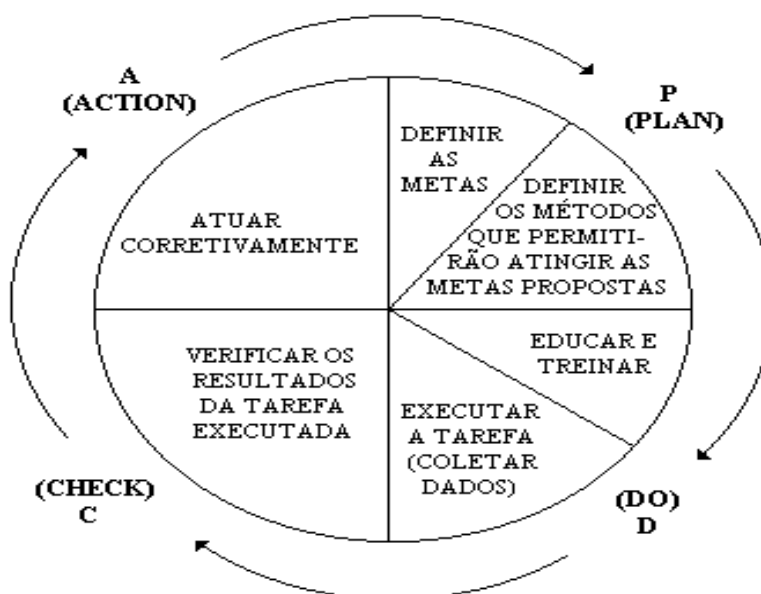 A
(ACTION)
P
(PLAN)
DEFINIR
AS
METAS
DEFINIR
OS MÉTODOS
QUE PERMITI-
RÃO ATINGIR AS
METAS PROPOSTAS
ATUAR
CORRETIVAMENTE
EDUCAR E
TREINAR
VERIFICAR OS
RESULTADOS
DA TAREFA
EXECUTADA
EXECUTAR
A TAREFA
(COLETAR
DADOS)
(CHECK)
C
(DO)
D